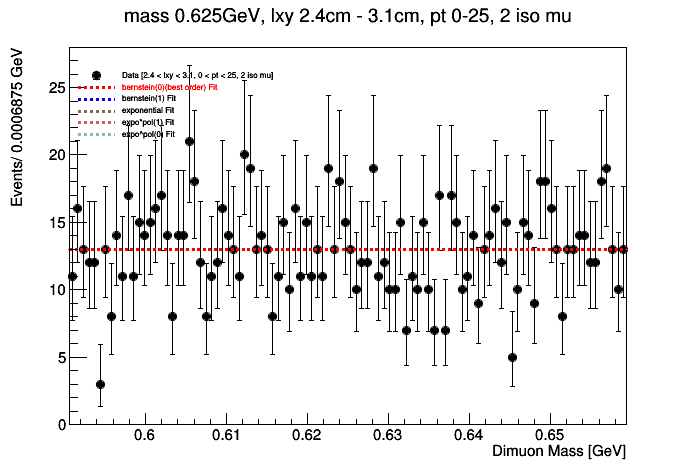 mass 0.625GeV, lxy 2.4cm - 3.1cm, pt 0-25, 2 iso mu
Events/ 0.0006875 GeV
25
20
15
10
5
0
Data [2.4 < lxy < 3.1, 0 < pt < 25, 2 iso mu]
bernstein(0)(best order) Fit
bernstein(1) Fit
exponential Fit
expo*pol(1) Fit
expo*pol(0) Fit
0.6 0.61 0.62 0.63 0.64 0.65
Dimuon Mass [GeV]